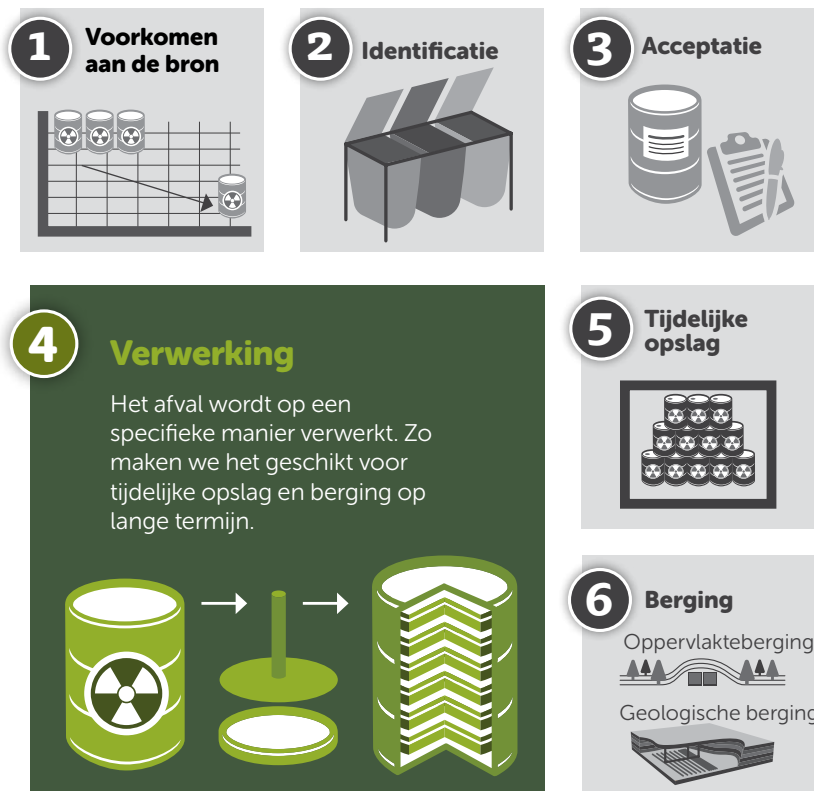 1
Voorkomen
aan de bron
2
Identificatie
3
Acceptatie
4
Verwerking
Het afval wordt op een
specifieke manier verwerkt. Zo
maken we het geschikt voor
tijdelijke opslag en berging op
lange termijn.
5
Tijdelijke
opslag
6
Berging
Oppervlakteberging
Geologische berging